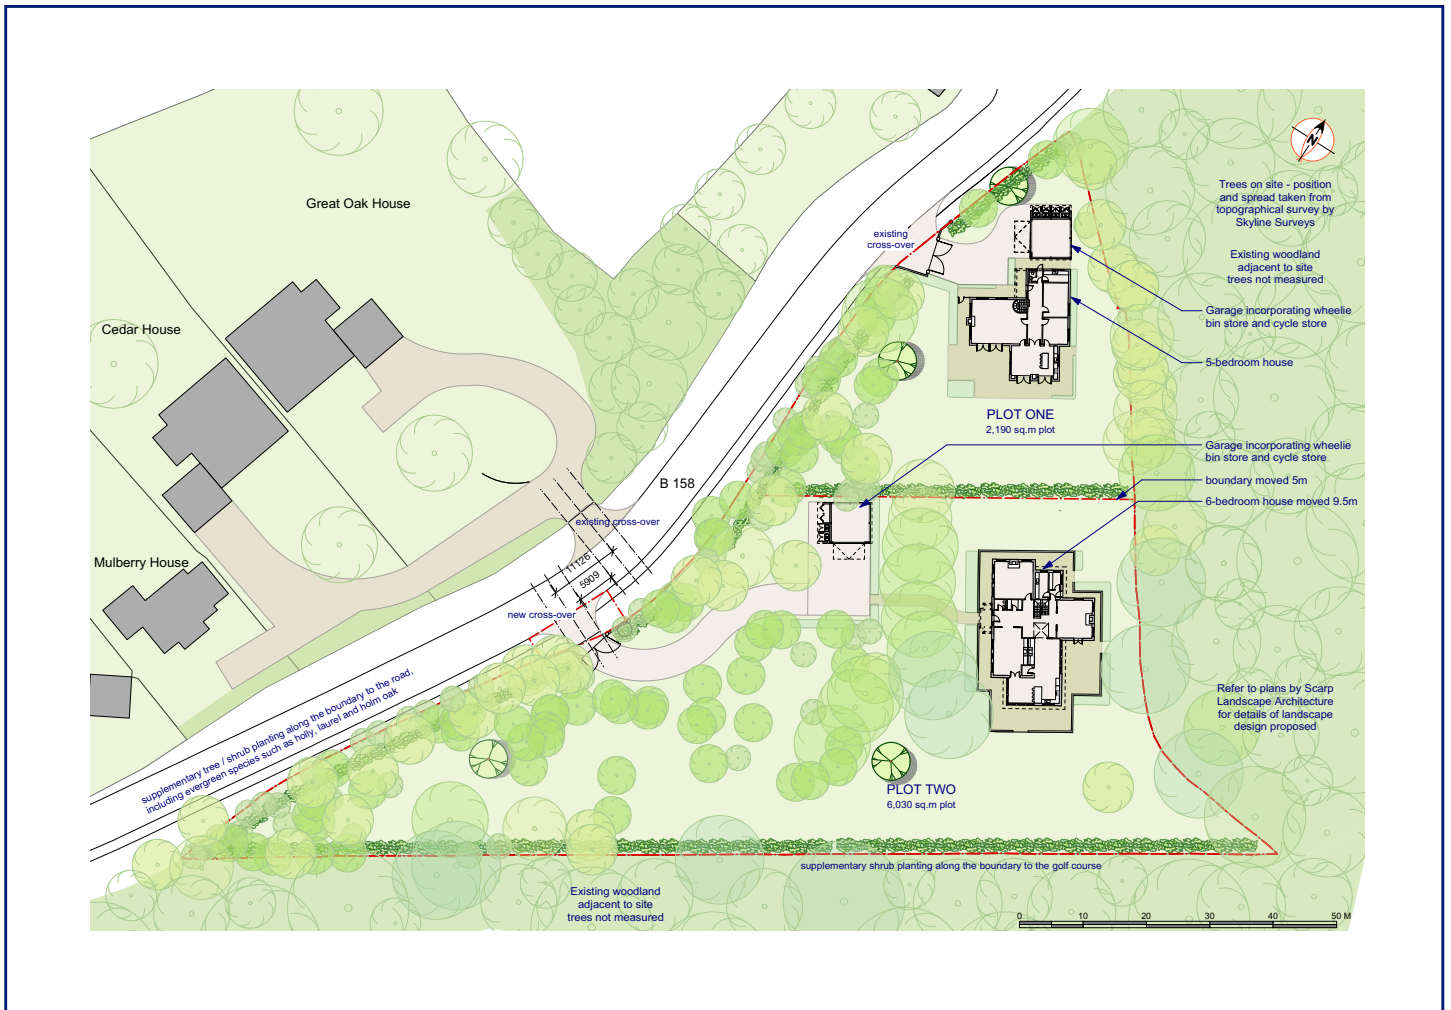 Great Oak House
Cedar House
Mulberry House
existing
cross-over
B 158
existing cross-over
11126
5909
new cross-over
supplementary tree / shrub planting along the boundary to the road,
including evergreen species such as holly, laurel and holm oak
N
Trees on site - position
and spread taken from
topographical survey by
Skyline Surveys
Existing woodland
adjacent to site
trees not measured
Garage incorporating wheelie
bin store and cycle store
5-bedroom house
PLOT ONE
2,190 sq.m plot
Garage incorporating wheelie
bin store and cycle store
boundary moved 5m
6-bedroom house moved 9.5m
Refer to plans by Scarp
Landscape Architecture
for details of landscape
design proposed
PLOT TWO
6,030 sq.m plot
supplementary shrub planting along the boundary to the golf course
Existing woodland
adjacent to site
trees not measured
0 10 20 30 40 50 M